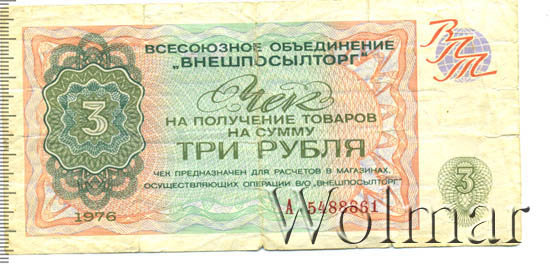 ВСЕСОЮЗНОЕ ОБЪЕДИНЕНИЕ
„ВНЕШПОСЫЛТОРГ"
ВПТ
Чек
НА ПОЛУЧЕНИЕ ТОВАРОВ
НА СУММУ
3
ТРИ РУБЛЯ
ЧЕК ПРЕДНАЗНАЧЕН ДЛЯ РАСЧЕТОВ В МАГАЗИНАХ,
ОСУЩЕСТВЛЯЮЩИХ ОПЕРАЦИИ В/О „ВНЕШПОСЫЛТОРГ"
3
1976
А 5488861
Wolmar